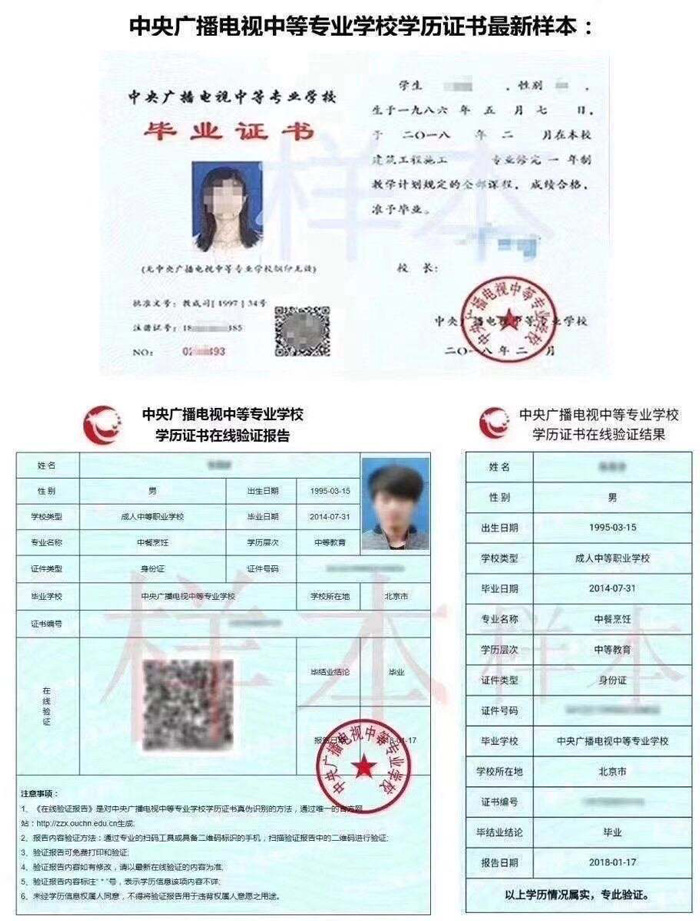 中央广播电视中等专业学校学历证书最新样本：
中央广播电视中等专业学校
毕业证书
(无中央广播电视中等专业学校钢印无效)
批准文号：教成司[1997]34号
注册证号：18 385
NO： 02 493
学生 ，性别 ，
生于一九八六 年 五 月 七 日，
于 二〇一八 年 二 月在本校
建筑工程施工 专业修完 一 年制
教学计划规定的全部课程，成绩合格，
准予毕业。
校 长：
中央广播电视中等专业学校
二〇一八 年 二 月
中央广播电视中等专业学校
样本
中央广播电视中等专业学校
学历证书在线验证报告
姓 名
性 别 男 出生日期 1995-03-15
学校类型 成人中等职业学校 毕业日期 2014-07-31
专业名称 中餐烹饪 学历层次 中等教育
证件类型 身份证 证件号码
毕业学校 中央广播电视中等专业学校 学校所在地 北京市
证书编号
在线验证
毕结业结论 毕业
报告日期 2018-01-17
中央广播电视中等专业学校
样本
注意事项：
1、《在线验证报告》是对中央广播电视中等专业学校学历证书真伪识别的方法，通过唯一的官方网
站：http://zzx.ouchn.edu.cn生成;
2、报告内容验证方法：通过专业的扫码工具或具备二维码标识的手机，扫描验证报告中的二维码进行验证;
3、验证报告可免费打印和验证;
4、验证报告内容如有修改，请以最新在线验证的内容为准.
5、验证报告内容标注“*”号，表示学历信息该项内容不详.
6、未经学历信息权属人同意，不得将验证报告用于违背权属人意愿之用途。
中央广播电视中等专业学校
学历证书在线验证结果
姓 名
性 别 男
出生日期 1995-03-15
学校类型 成人中等职业学校
毕业日期 2014-07-31
专业名称 中餐烹饪
学历层次 中等教育
证件类型 身份证
证件号码
毕业学校 中央广播电视中等专业学校
学校所在地 北京市
证书编号
毕结业结论 毕业
报告日期 2018-01-17
以上学历情况属实，专此验证。
样本